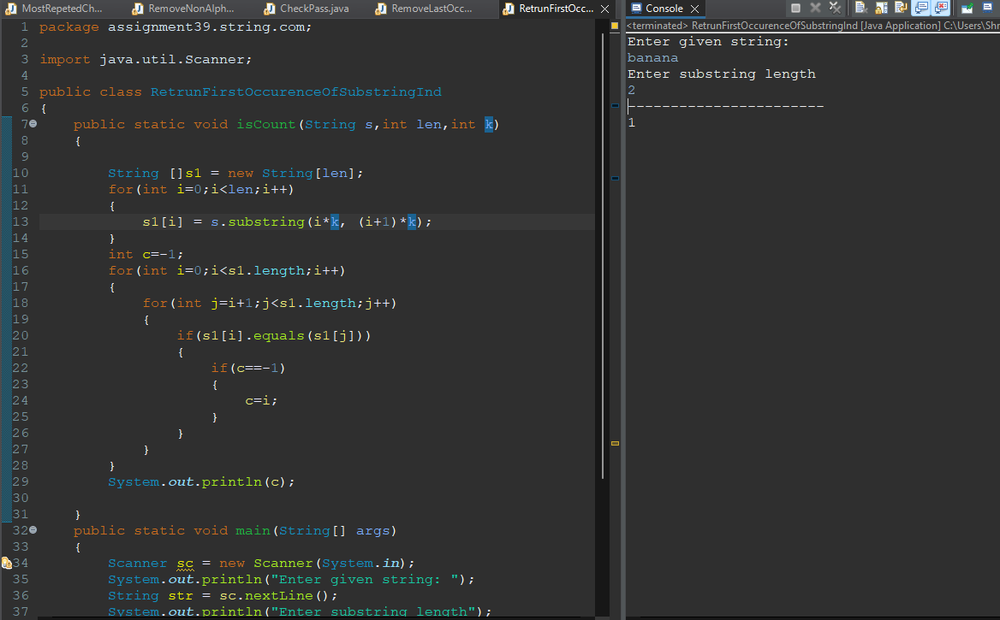 MostRepetedCh... RemoveNonAlph... CheckPass.java RemoveLastOcc... RetrunFirstOcc...
1 package assignment39.string.com;
2
3 import java.util.Scanner;
4
5 public class RetrunFirstOccurenceOfSubstringInd
6 {
7 public static void isCount(String s,int len,int k)
8 {
9
10 String []s1 = new String[len];
11 for(int i=0;i<len;i++)
12 {
13 s1[i] = s.substring(i*k, (i+1)*k);
14 }
15 int c=-1;
16 for(int i=0;i<s1.length;i++)
17 {
18 for(int j=i+1;j<s1.length;j++)
19 {
20 if(s1[i].equals(s1[j]))
21 {
22 if(c==-1)
23 {
24 c=i;
25 }
26 }
27 }
28 }
29 System.out.println(c);
30
31 }
32 public static void main(String[] args)
33 {
34 Scanner sc = new Scanner(System.in);
35 System.out.println("Enter given string: ");
36 String str = sc.nextLine();
37 System.out.println("Enter substring length");
Console
<terminated> RetrunFirstOccurenceOfSubstringInd [Java Application] C:\Users\Shr
Enter given string:
banana
Enter substring length
2
-----------------------
1